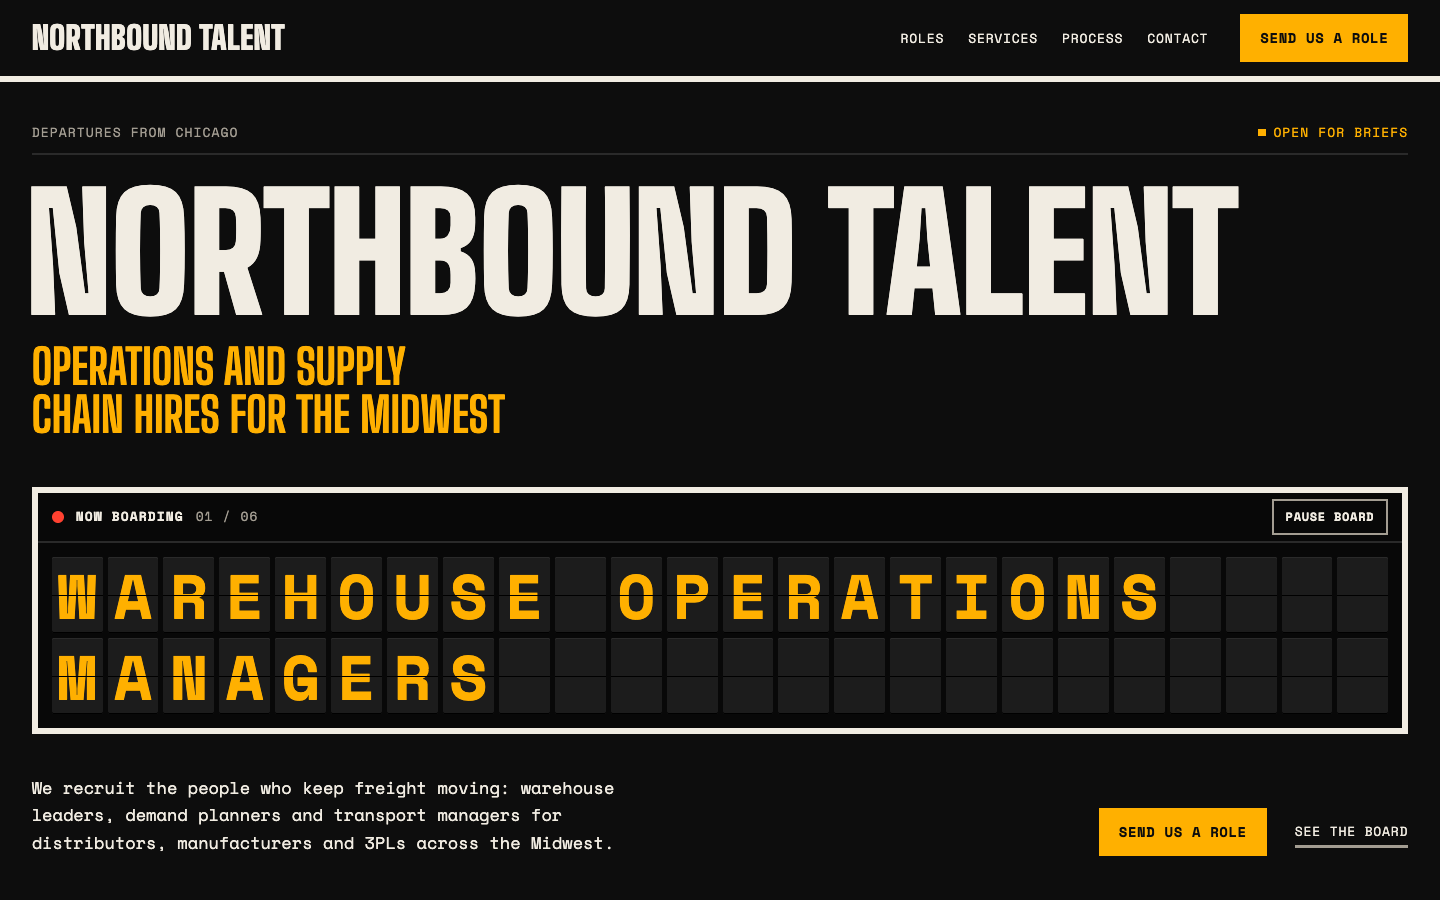 NORTHBOUND TALENT
ROLES SERVICES PROCESS CONTACT SEND US A ROLE
DEPARTURES FROM CHICAGO
OPEN FOR BRIEFS
NORTHBOUND TALENT
OPERATIONS AND SUPPLY
CHAIN HIRES FOR THE MIDWEST
NOW BOARDING 01 / 06
PAUSE BOARD
WAREHOUSE OPERATIONS
MANAGERS
We recruit the people who keep freight moving: warehouse
leaders, demand planners and transport managers for
distributors, manufacturers and 3PLs across the Midwest.
SEND US A ROLE
SEE THE BOARD